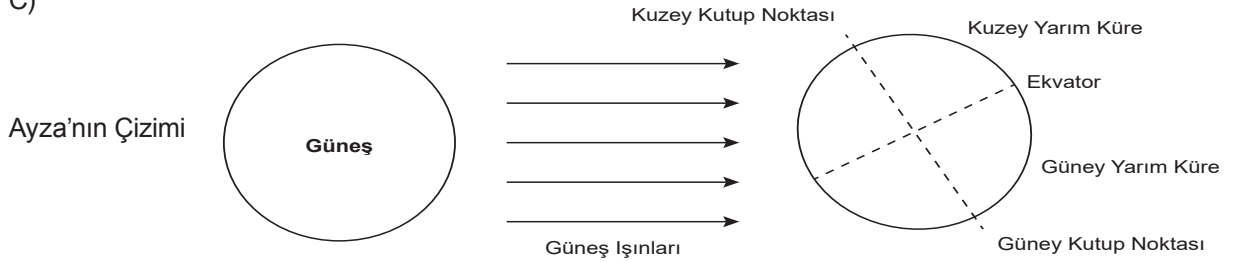 C)
Kuzey Kutup Noktası
Kuzey Yarım Küre
Ekvator
Ayza’nın Çizimi
Güneş
Güney Yarım Küre
Güneş Işınları
Güney Kutup Noktası